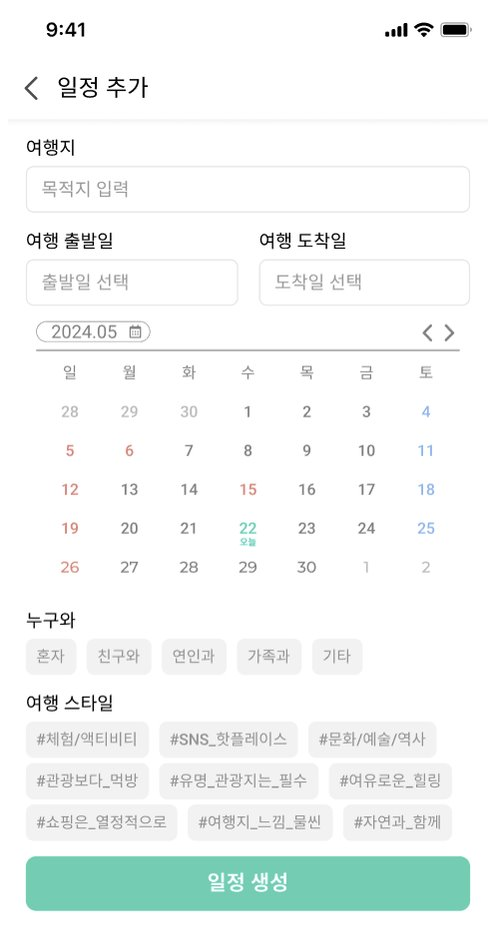 9:41
일정 추가
여행지
목적지 입력
여행 출발일 여행 도착일
출발일 선택 도착일 선택
2024.05
일 월 화 수 목 금 토
28 29 30 1 2 3 4
5 6 7 8 9 10 11
12 13 14 15 16 17 18
19 20 21 22 23 24 25
오늘
26 27 28 29 30 1 2
누구와
혼자 친구와 연인과 가족과 기타
여행 스타일
#체험/액티비티 #SNS_핫플레이스 #문화/예술/역사
#관광보다_먹방 #유명_관광지는_필수 #여유로운_힐링
#쇼핑은_열정적으로 #여행지_느낌_물씬 #자연과_함께
일정 생성